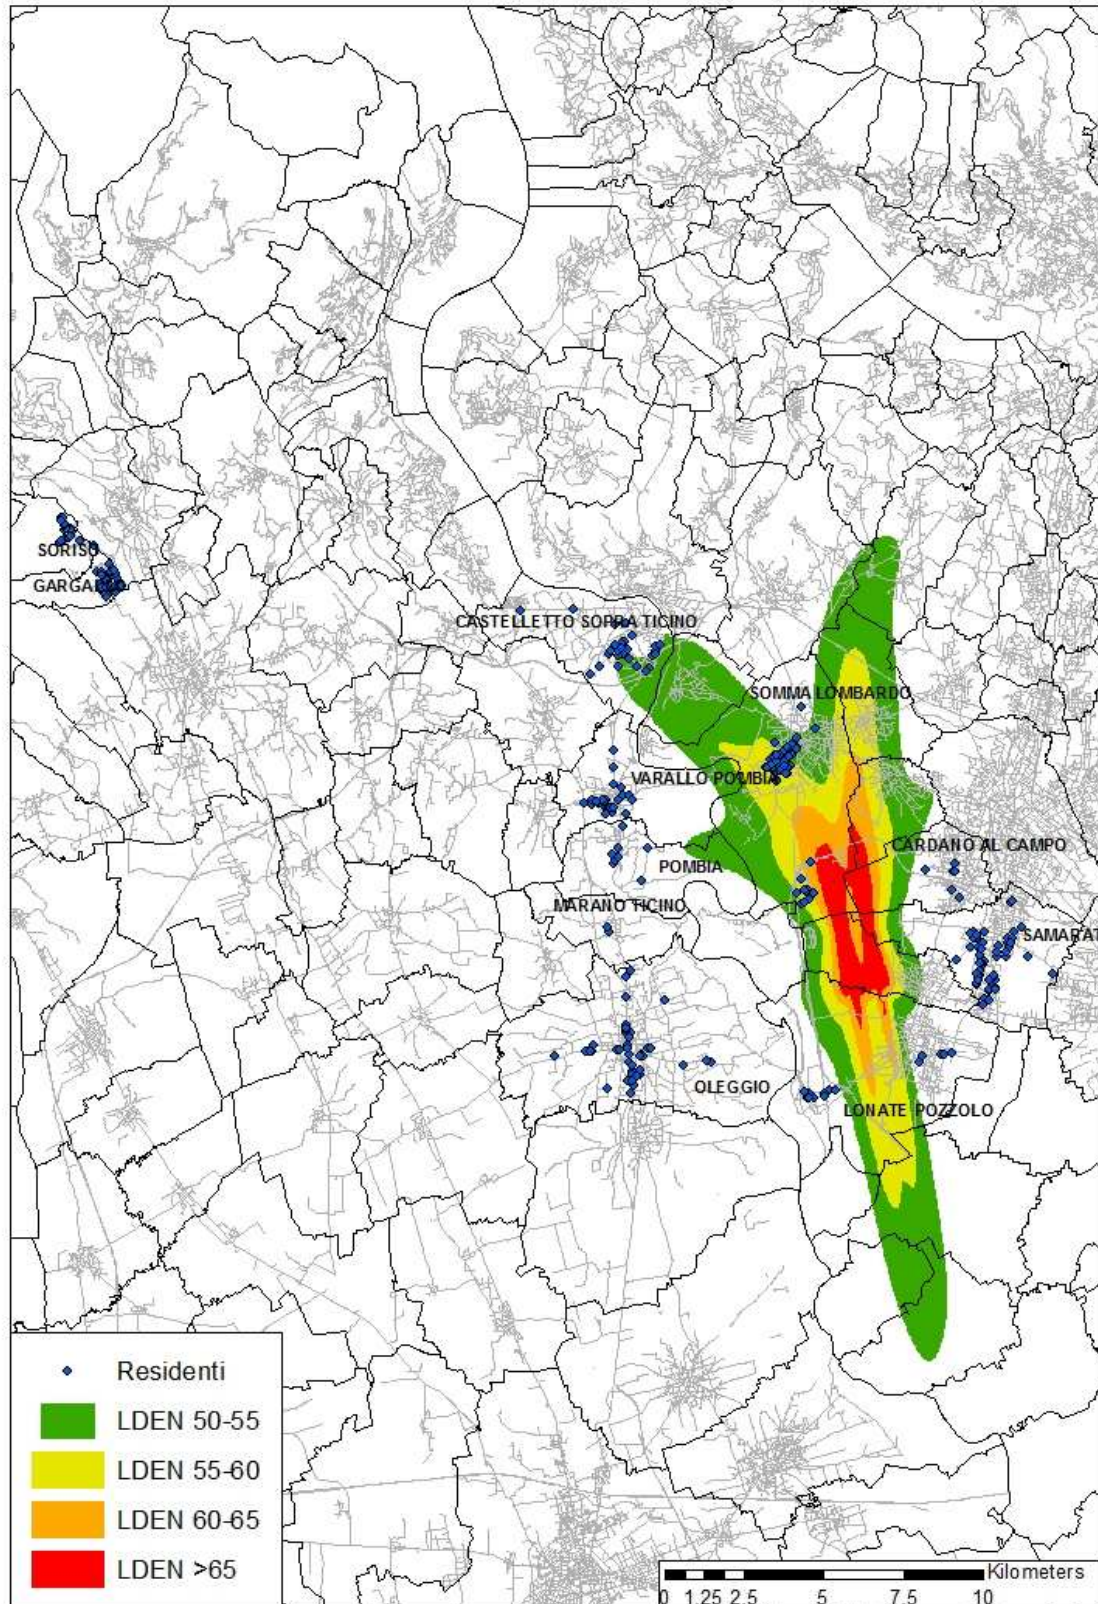 SORISO
GARGALLO
CASTELLETTO SOPRA TICINO
SOMMA LOMBARDO
VARALLO POMBIA
CARDANO AL CAMPO
POMBIA
MARANO TICINO
SAMARAT
OLEGGIO
LONATE POZZOLO
Residenti
LDEN 50-55
LDEN 55-60
LDEN 60-65
LDEN >65
Kilometers
0 1.25 2.5 5 7.5 10